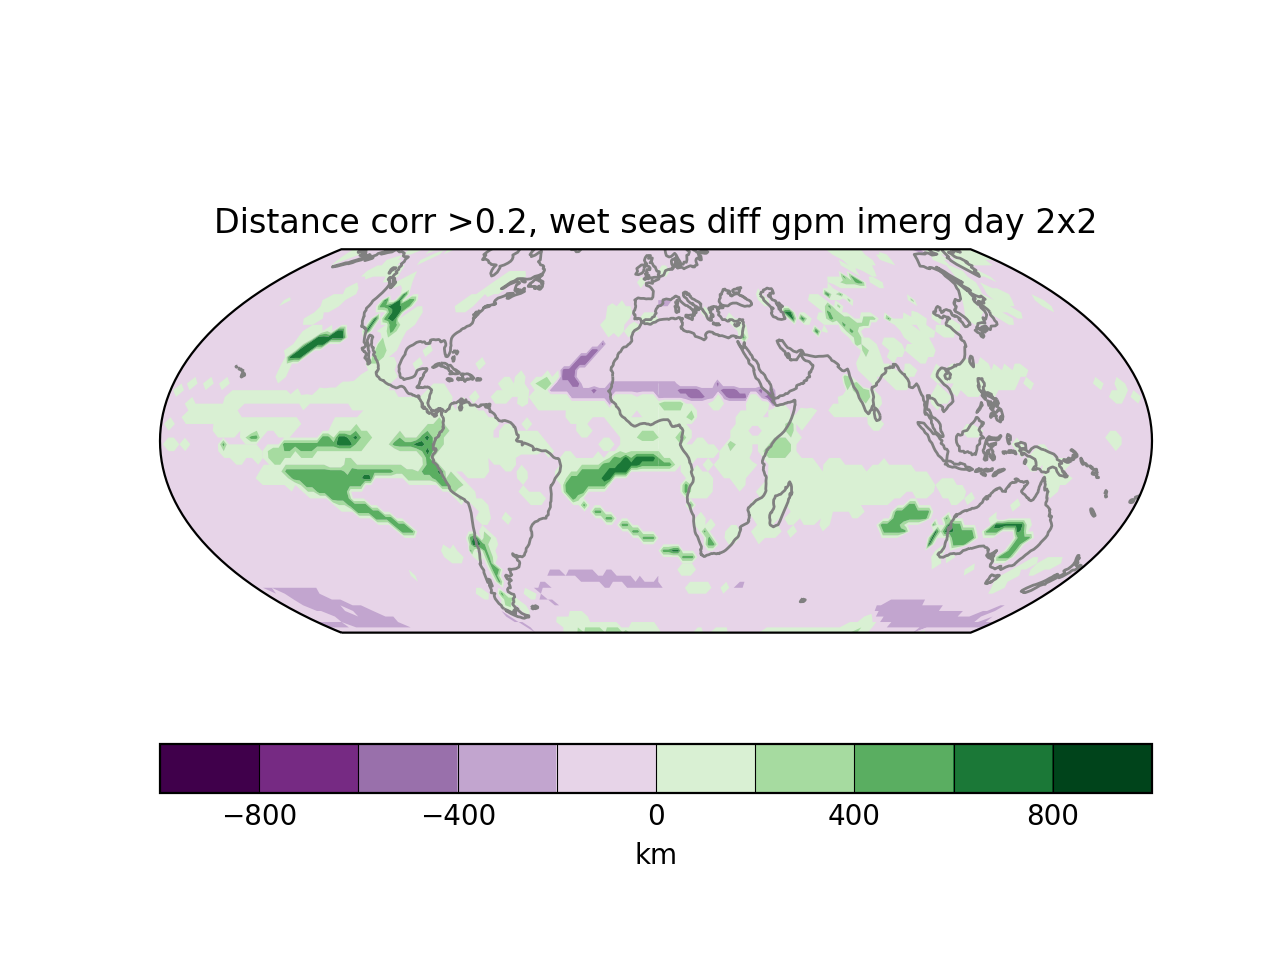 Distance corr >0.2, wet seas diff gpm imerg day 2x2
−800 −400 0 400 800
km